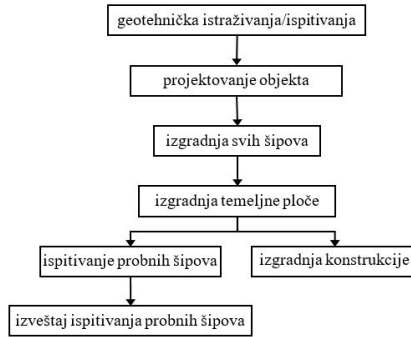 geotehnička istraživanja/ispitivanja
projektovanje objekta
izgradnja svih šipova
izgradnja temeljne ploče
ispitivanje probnih šipova
izgradnja konstrukcije
izveštaj ispitivanja probnih šipova